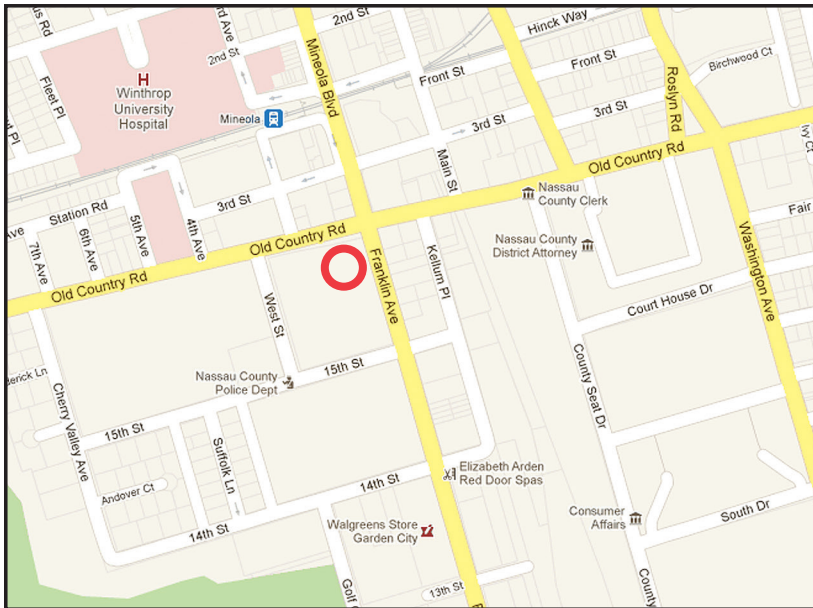 2nd St
Hinck Way
Mineola Blvd
2nd St
Front St
Front St
Birchwood Ct
Fleet Pl
H
Winthrop
University
Hospital
Mineola
3rd St
3rd St
Roslyn Rd
Main St
Old Country Rd
Nassau
County Clerk
Station Rd
3rd St
5th Ave
4th Ave
7th Ave
6th Ave
Old Country Rd
Old Country Rd
Nassau County
District Attorney
Fair
Washington Ave
Franklin Ave
Kellum Pl
West St
Court House Dr
15th St
Nassau County
Police Dept
County Seat Dr
Cherry Valley Ave
15th St
Suffolk Ln
Andover Ct
14th St
14th St
Elizabeth Arden
Red Door Spas
Walgreens Store
Garden City
Consumer
Affairs
South Dr
13th St
County